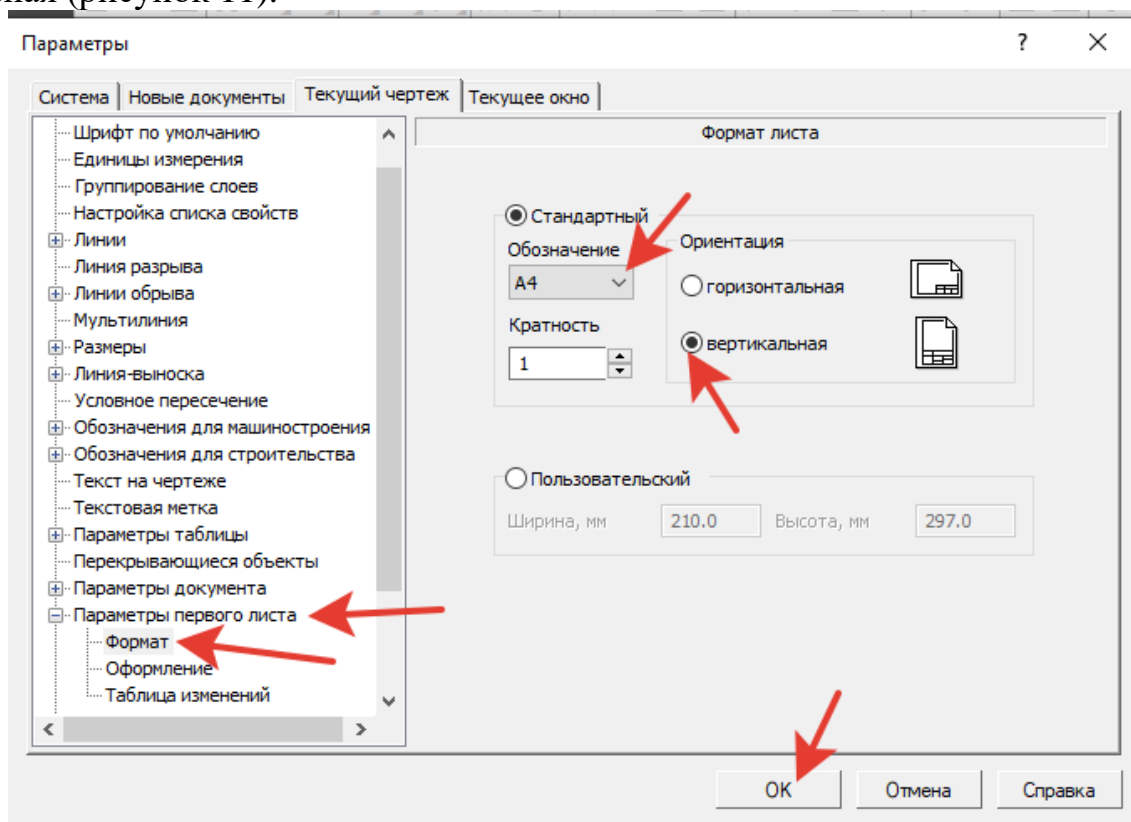 (рисунок 11).
Параметры
?
Система
Новые документы
Текущий чертеж
Текущее окно
Шрифт по умолчанию
Единицы измерения
Группирование слоев
Настройка списка свойств
Линии
Линия разрыва
Линии обрыва
Мультилиния
Размеры
Линия-выноска
Условное пересечение
Обозначения для машиностроения
Обозначения для строительства
Текст на чертеже
Текстовая метка
Параметры таблицы
Перекрывающиеся объекты
Параметры документа
Параметры первого листа
Формат
Оформление
Таблица изменений
Формат листа
Стандартный
Обозначение
A4
Кратность
1
Ориентация
горизонтальная
вертикальная
Пользовательский
Ширина, мм 210.0 Высота, мм 297.0
OK Отмена Справка